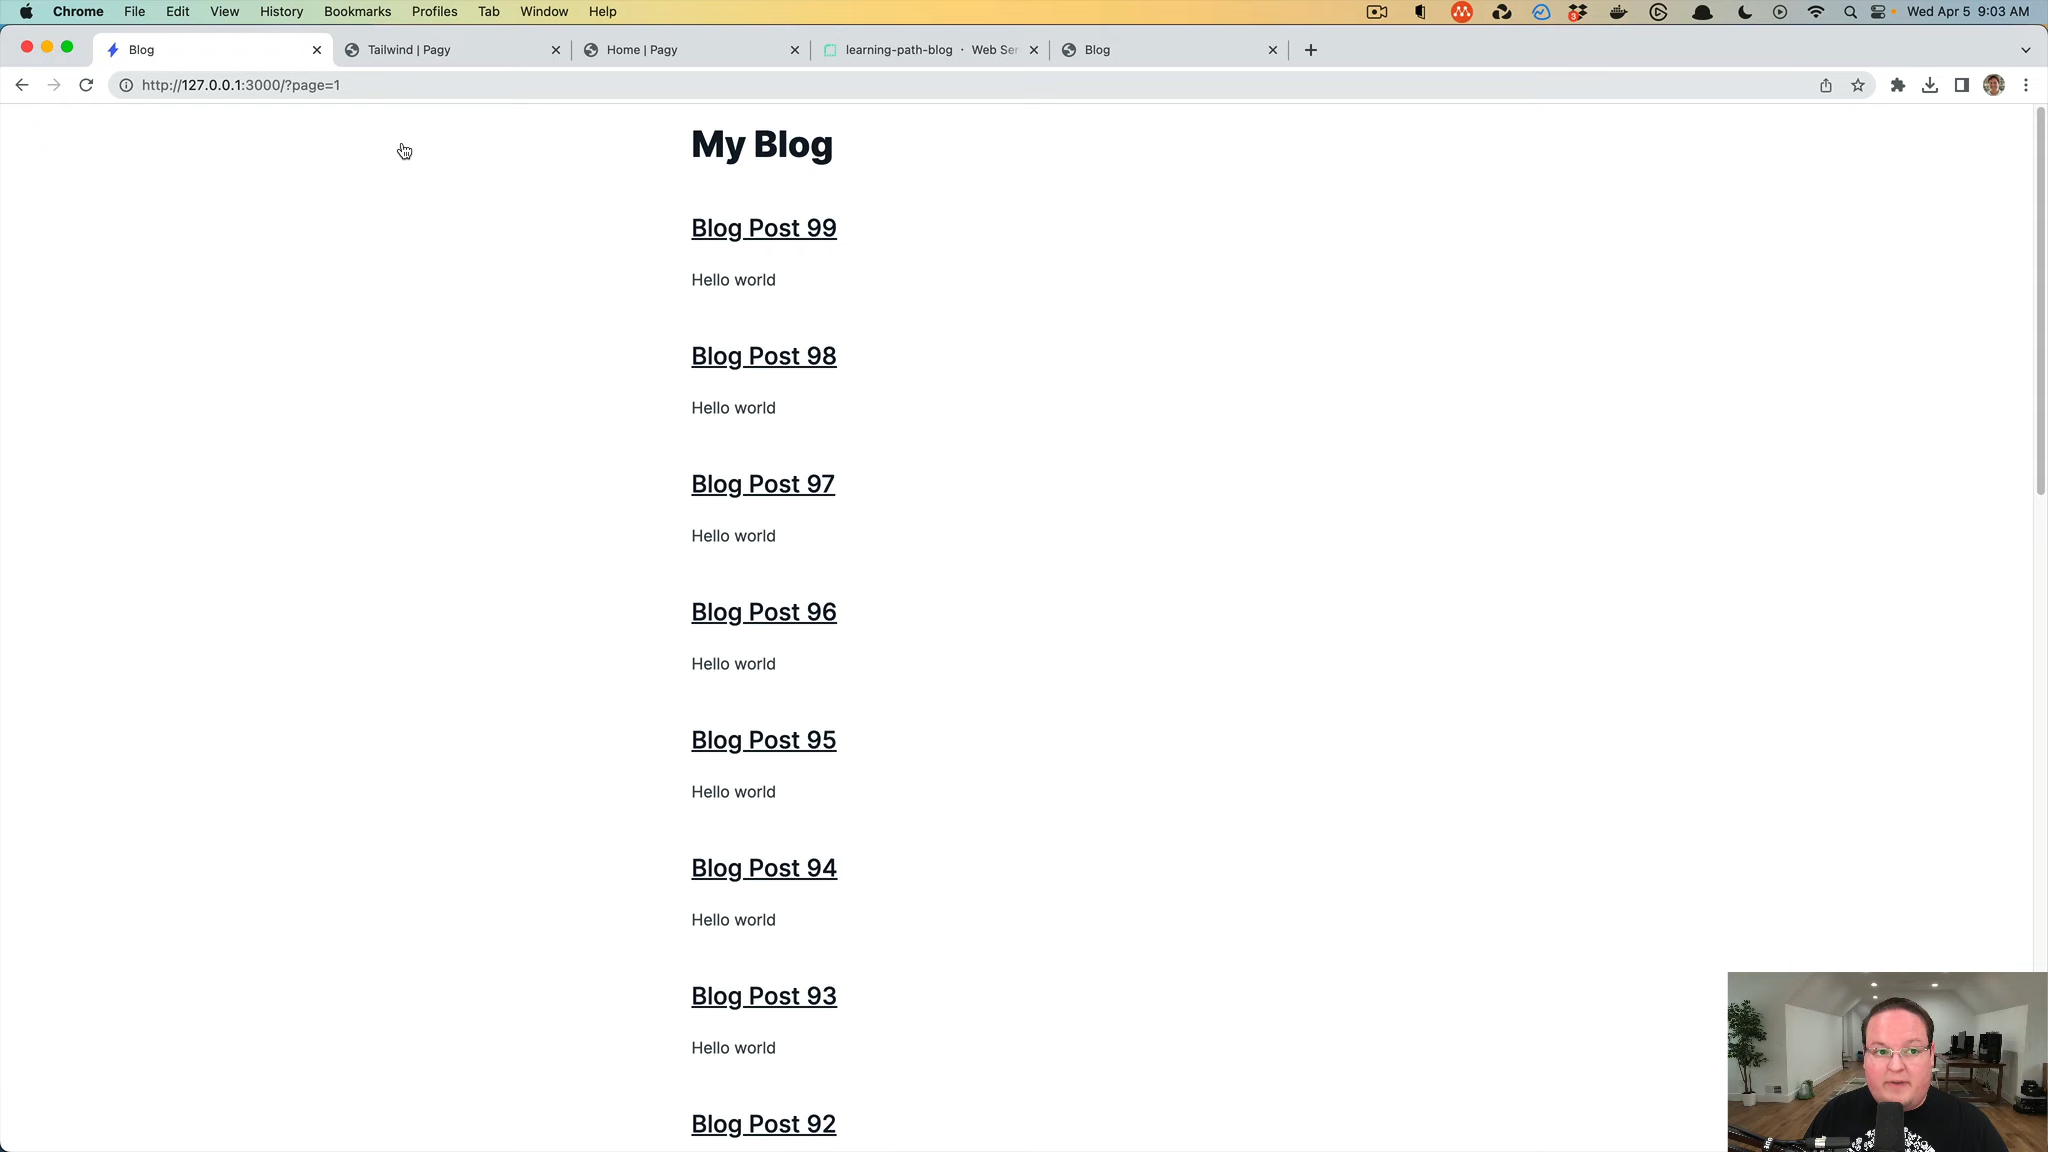 Chrome File Edit View History Bookmarks Profiles Tab Window Help
3
Wed Apr 5 9:03 AM
Blog
Tailwind | Pagy
Home | Pagy
learning-path-blog · Web Ser
Blog
http://127.0.0.1:3000/?page=1
My Blog
Blog Post 99
Hello world
Blog Post 98
Hello world
Blog Post 97
Hello world
Blog Post 96
Hello world
Blog Post 95
Hello world
Blog Post 94
Hello world
Blog Post 93
Hello world
Blog Post 92